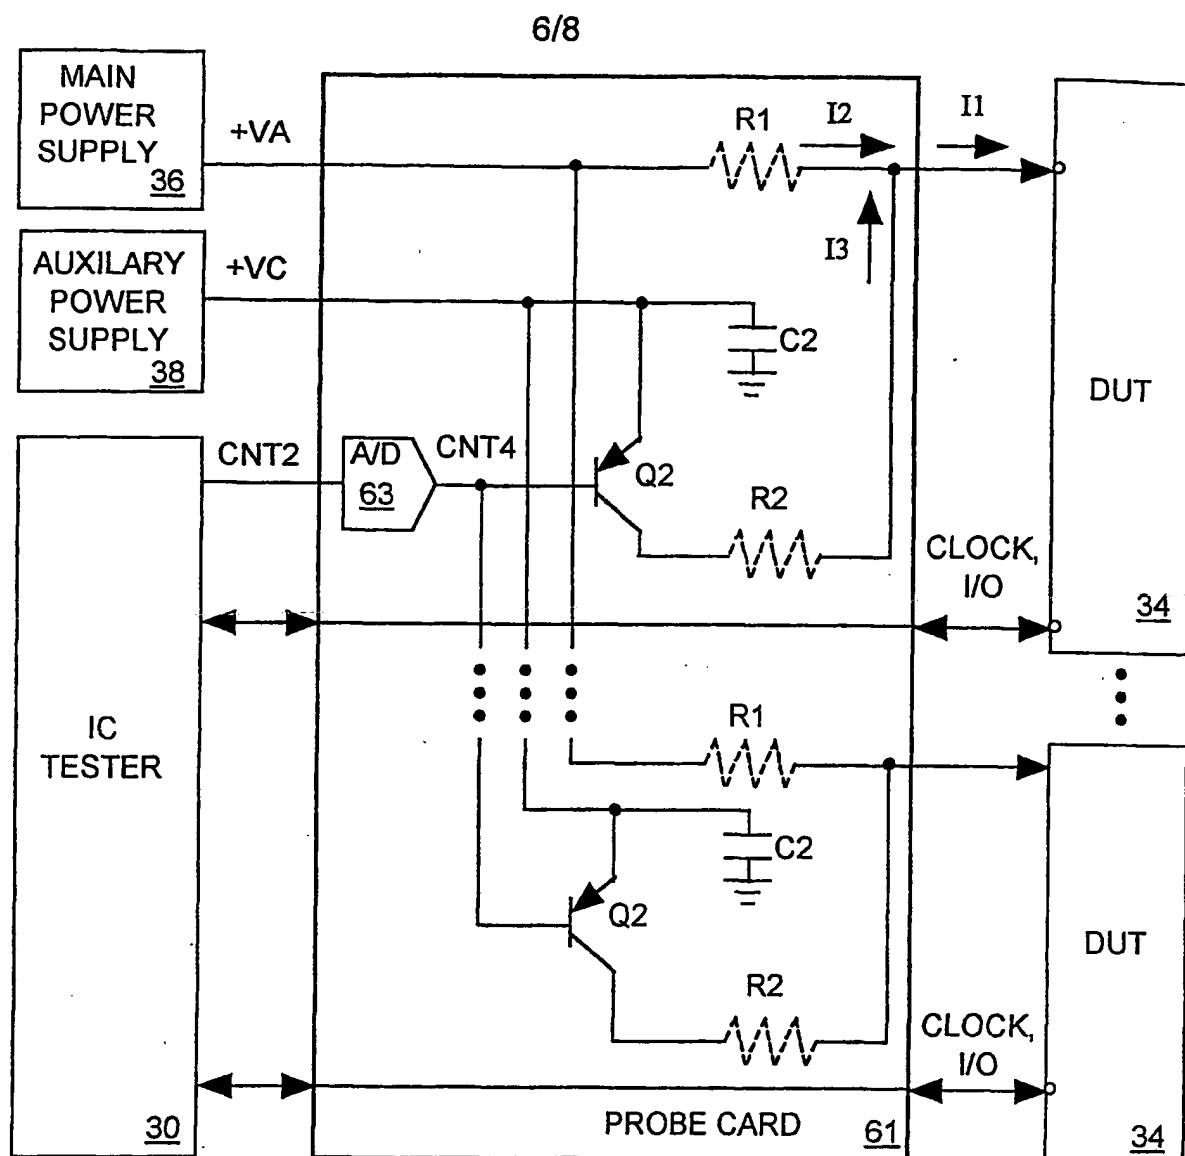 6/8
MAIN
POWER
SUPPLY
36
+VA
R1
I2
I1
I3
AUXILARY
POWER
SUPPLY
38
+VC
C2
DUT
CNT2
A/D
63
CNT4
Q2
R2
CLOCK,
I/O
34
IC
TESTER
R1
C2
Q2
DUT
R2
CLOCK,
I/O
30
PROBE CARD
61
34